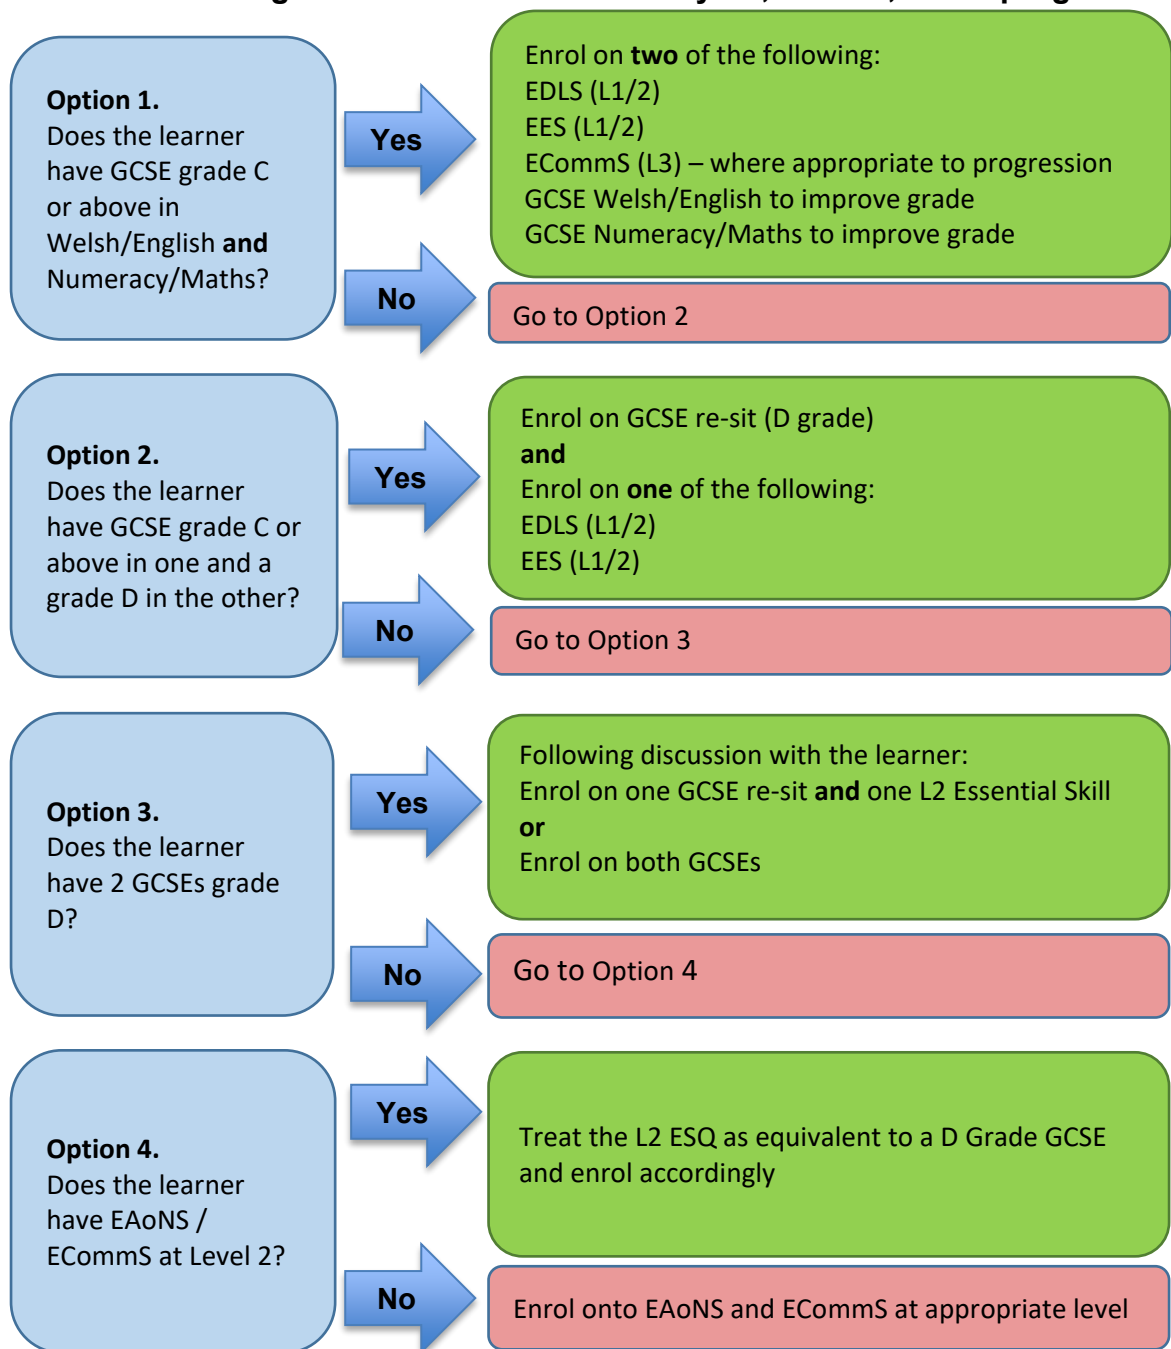 Option 1.
Does the learner
have GCSE grade C
or above in
Welsh/English and
Numeracy/Maths?
Yes
Enrol on two of the following:
EDLS (L1/2)
EES (L1/2)
ECommS (L3) – where appropriate to progression
GCSE Welsh/English to improve grade
GCSE Numeracy/Maths to improve grade
No
Go to Option 2
Option 2.
Does the learner
have GCSE grade C or
above in one and a
grade D in the other?
Yes
Enrol on GCSE re-sit (D grade)
and
Enrol on one of the following:
EDLS (L1/2)
EES (L1/2)
No
Go to Option 3
Option 3.
Does the learner
have 2 GCSEs grade
D?
Yes
Following discussion with the learner:
Enrol on one GCSE re-sit and one L2 Essential Skill
or
Enrol on both GCSEs
No
Go to Option 4
Option 4.
Does the learner
have EAoNS /
ECommS at Level 2?
Yes
Treat the L2 ESQ as equivalent to a D Grade GCSE
and enrol accordingly
No
Enrol onto EAoNS and ECommS at appropriate level